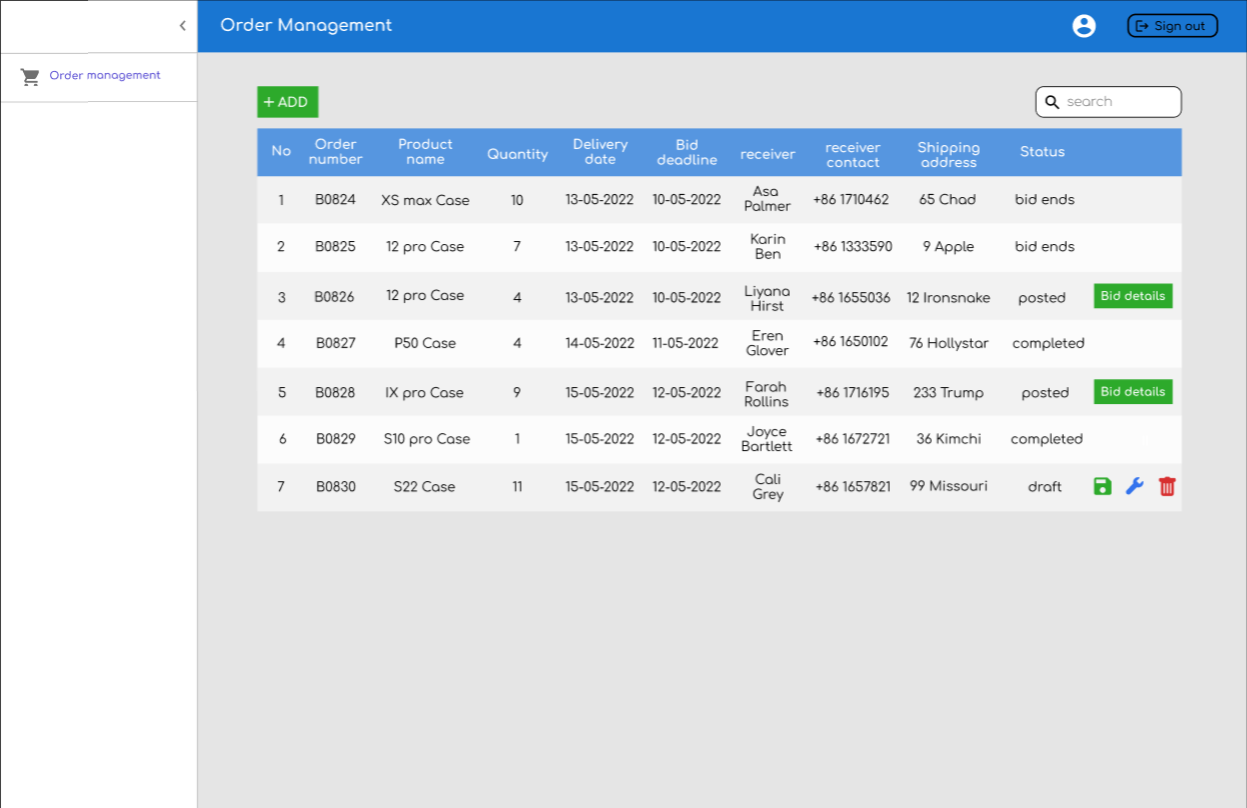 Order Management
Sign out
Order management
+ ADD
search
No Order number Product name Quantity Delivery date Bid deadline receiver receiver contact Shipping address Status
1 B0824 XS max Case 10 13-05-2022 10-05-2022 Asa Palmer +86 1710462 65 Chad bid ends
2 B0825 12 pro Case 7 13-05-2022 10-05-2022 Karin Ben +86 1333590 9 Apple bid ends
3 B0826 12 pro Case 4 13-05-2022 10-05-2022 Liyana Hirst +86 1655036 12 Ironsnake posted Bid details
4 B0827 P50 Case 4 14-05-2022 11-05-2022 Eren Glover +86 1650102 76 Hollystar completed
5 B0828 IX pro Case 9 15-05-2022 12-05-2022 Farah Rollins +86 1716195 233 Trump posted Bid details
6 B0829 S10 pro Case 1 15-05-2022 12-05-2022 Joyce Bartlett +86 1672721 36 Kimchi completed
7 B0830 S22 Case 11 15-05-2022 12-05-2022 Cali Grey +86 1657821 99 Missouri draft